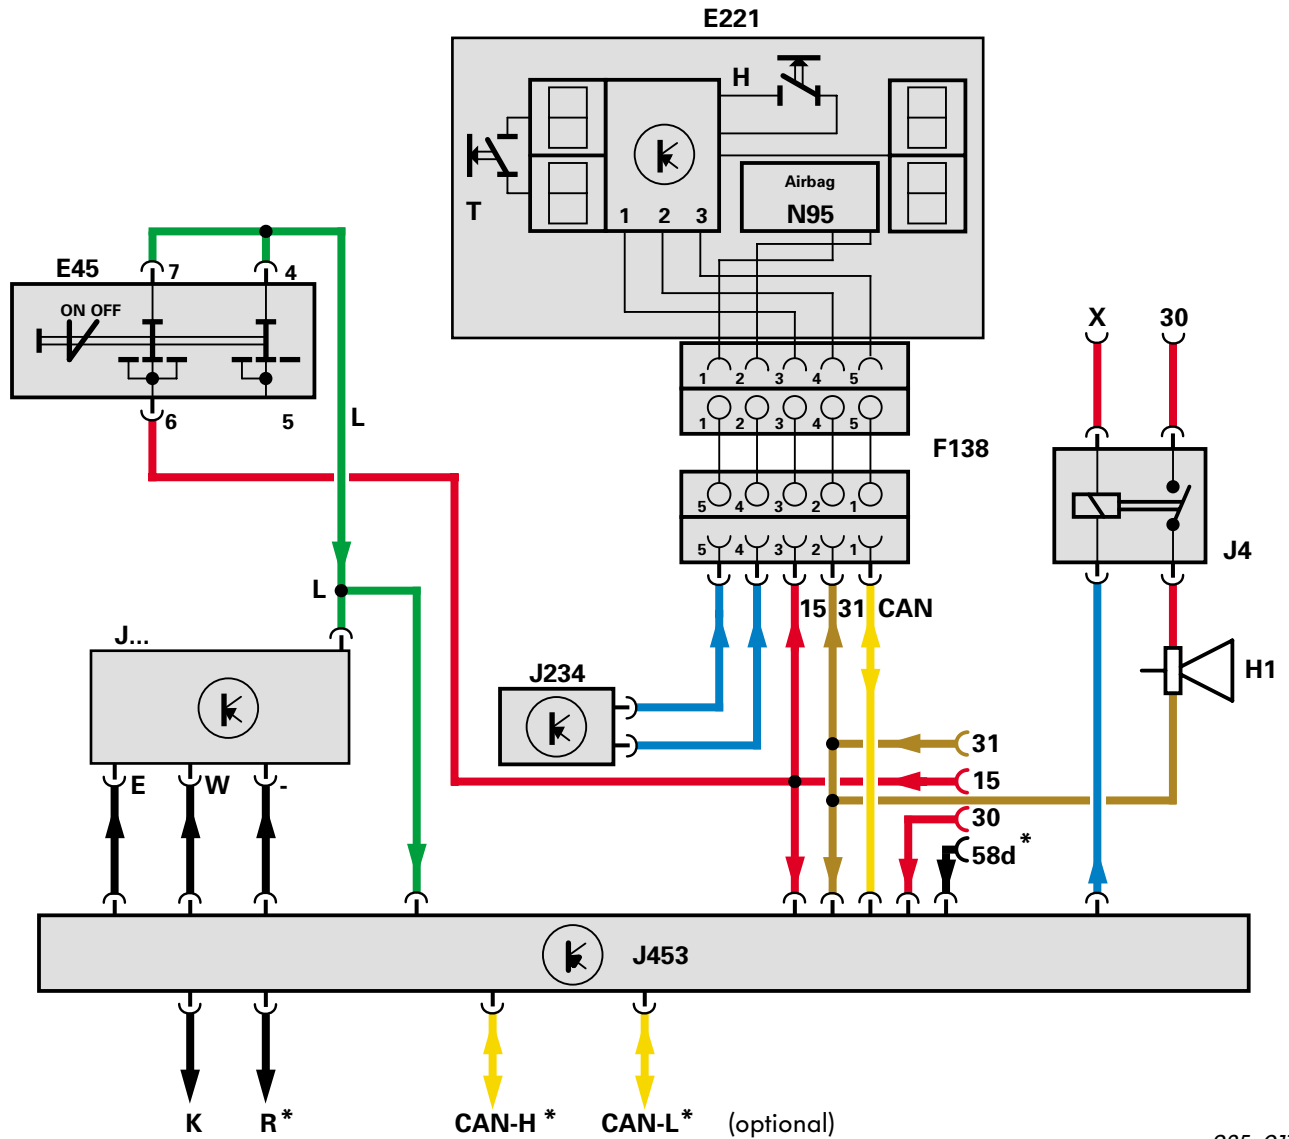 E221
H
T
Airbag
N95
1 2 3
E45
7 4
ON OFF
6 5
L
X 30
1 2 3 4 5
1 2 3 4 5
F138
5 4 3 2 1
5 4 3 2 1
J4
15 31 CAN
L
J...
J234
H1
E W -
31
15
30
58d*
J453
K R* CAN-H* CAN-L* (optional)